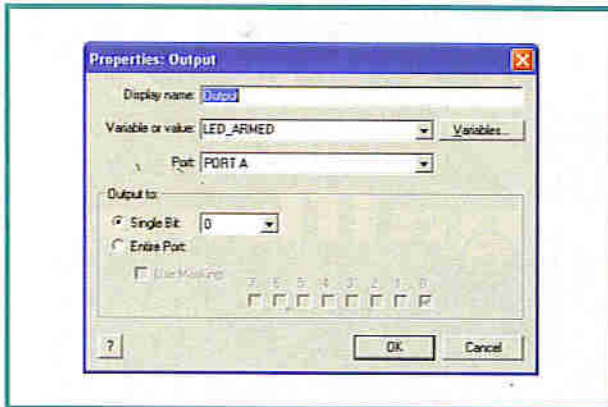 Properties: Output
Display name: Output
Variable or value: LED_ARMED
Variables...
Port: PORT A
Output to:
Single Bit: 0
Entire Port:
Use Masking:
7 6 5 4 3 2 1 0
?
OK
Cancel